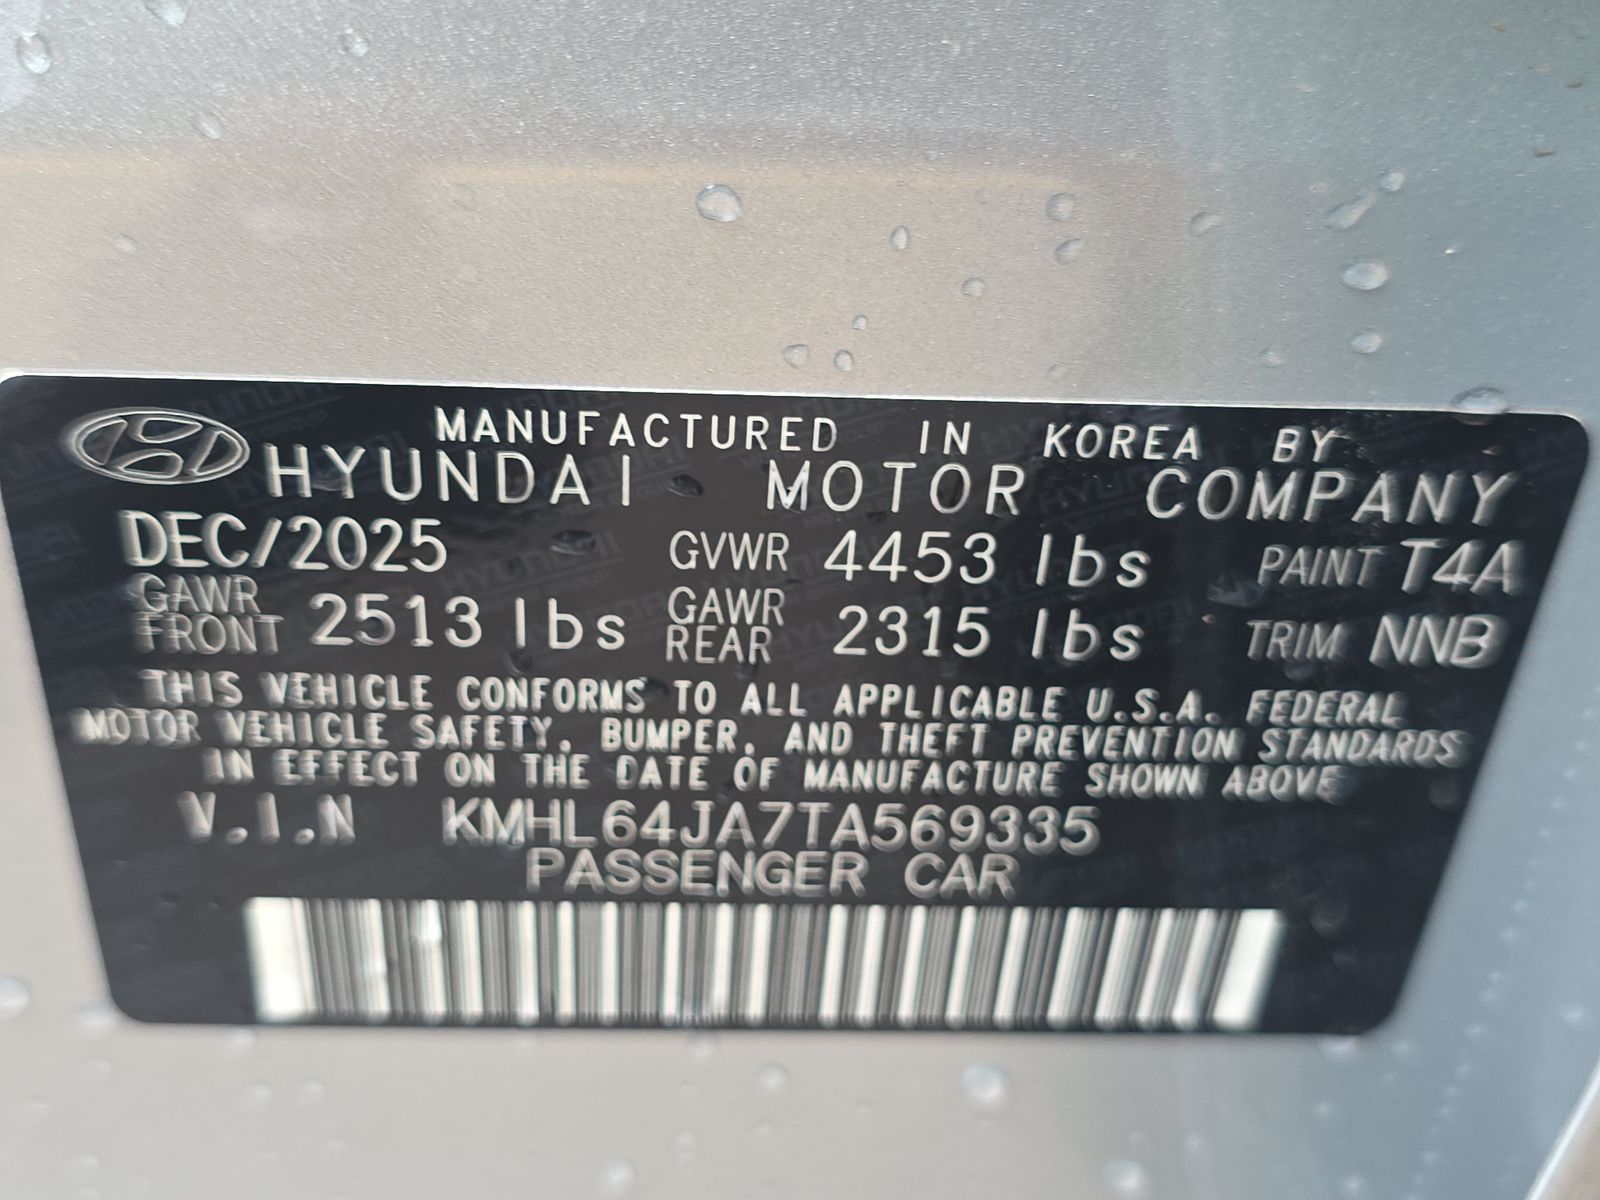 MANUFACTURED IN KOREA BY
HYUNDAI MOTOR COMPANY
DEC/2025 GVWR 4453 lbs PAINT T4A
GAWR FRONT 2513 lbs GAWR REAR 2315 lbs TRIM NNB
THIS VEHICLE CONFORMS TO ALL APPLICABLE U.S.A. FEDERAL
MOTOR VEHICLE SAFETY, BUMPER, AND THEFT PREVENTION STANDARDS
IN EFFECT ON THE DATE OF MANUFACTURE SHOWN ABOVE
V.I.N KMHL64JA7TA569335
PASSENGER CAR